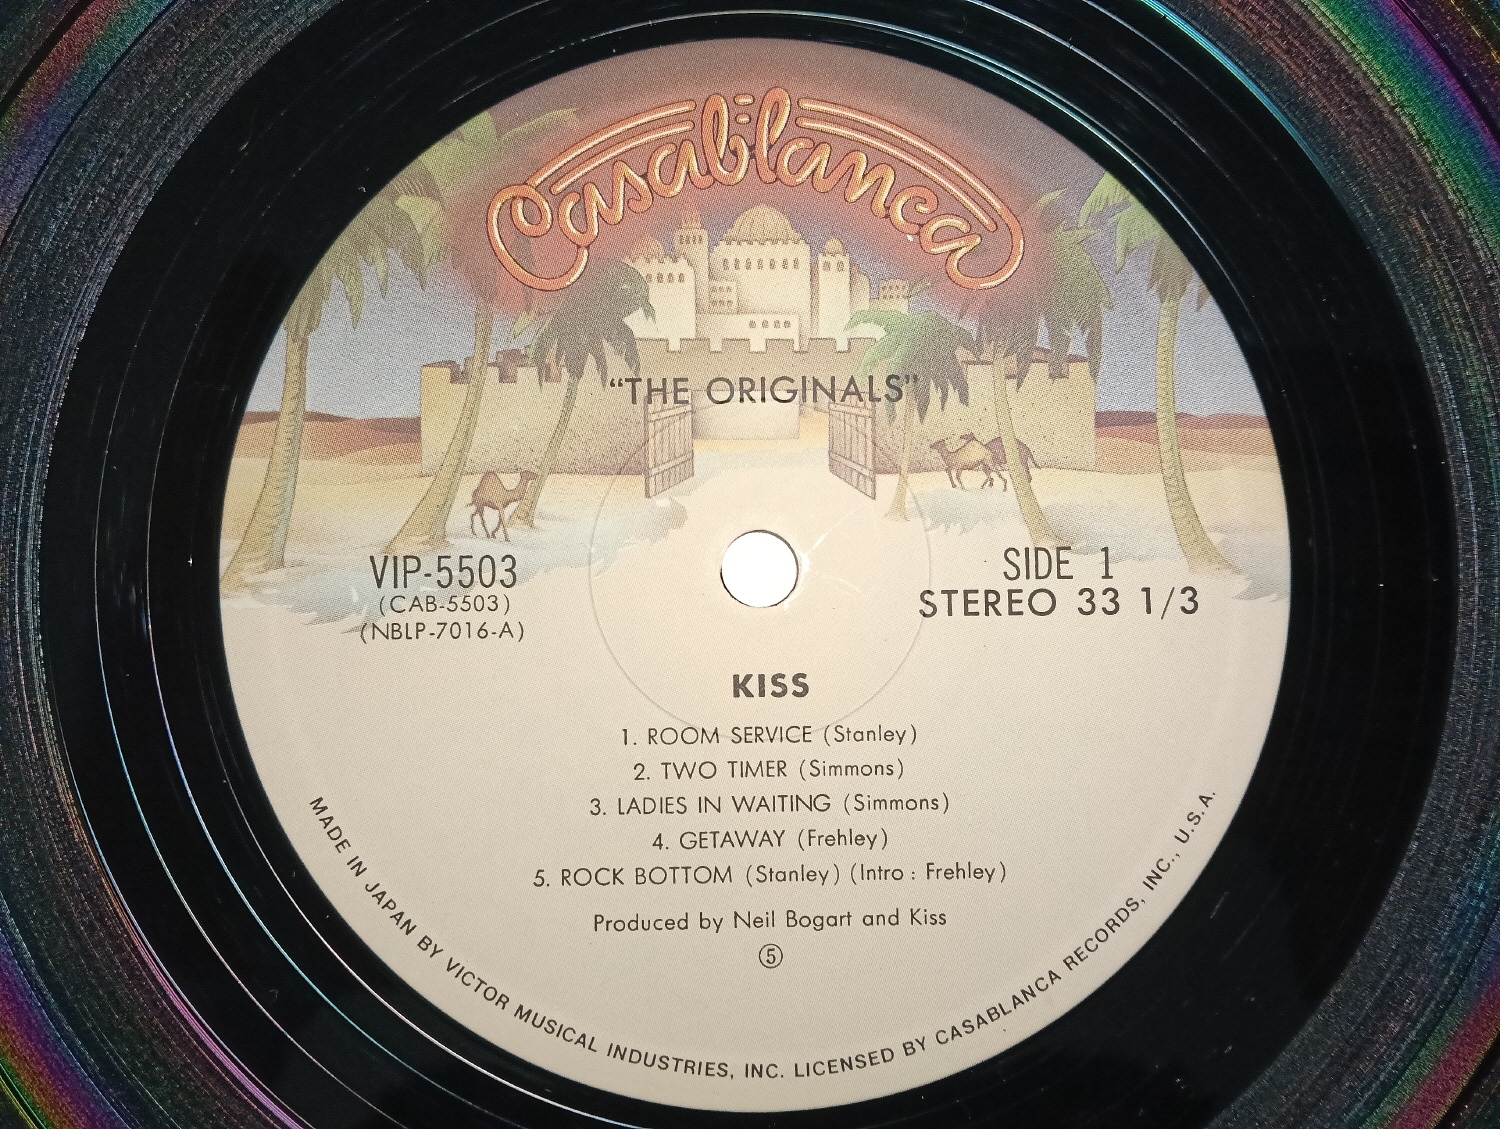 Casablanca
“THE ORIGINALS”
VIP-5503
(CAB-5503)
(NBLP-7016-A)
SIDE 1
STEREO 33 1/3
KISS
1. ROOM SERVICE (Stanley)
2. TWO TIMER (Simmons)
3. LADIES IN WAITING (Simmons)
4. GETAWAY (Frehley)
5. ROCK BOTTOM (Stanley) (Intro : Frehley)
Produced by Neil Bogart and Kiss
⑤
MADE IN JAPAN BY VICTOR MUSICAL INDUSTRIES, INC. LICENSED BY CASABLANCA RECORDS, INC., U.S.A.